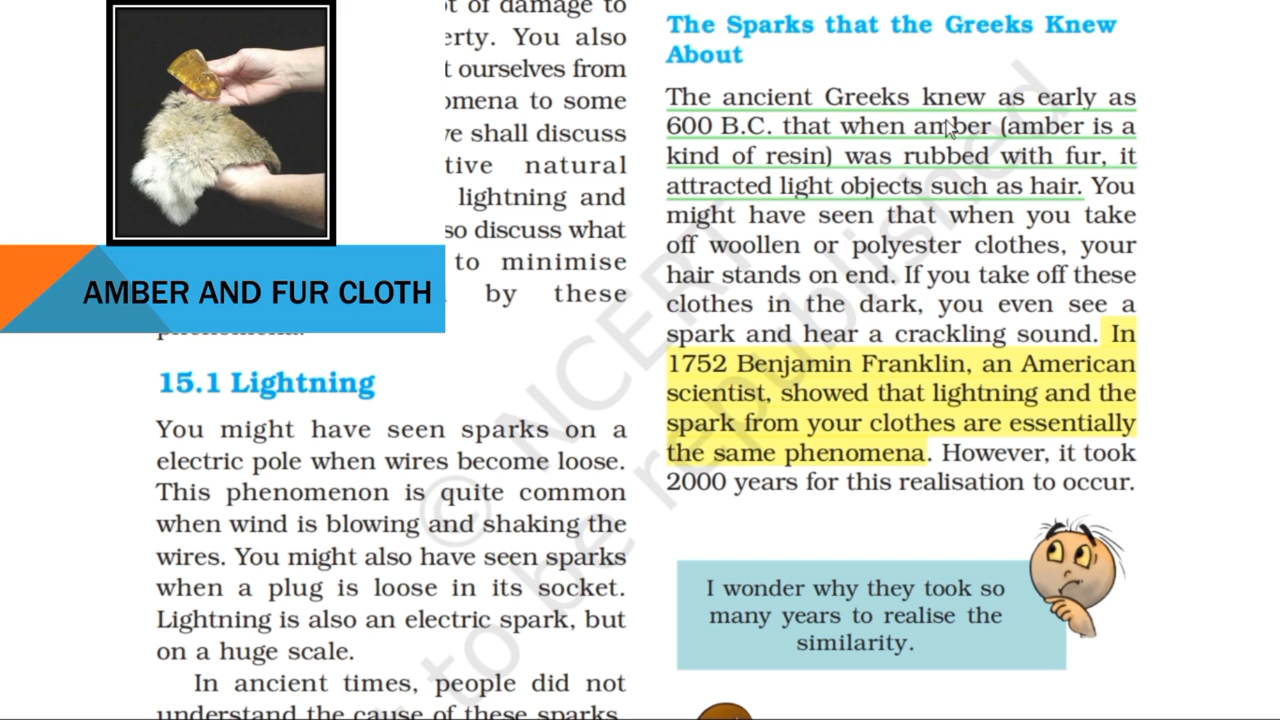 AMBER AND FUR CLOTH
of damage to
erty. You also
t ourselves from
omena to some
ve shall discuss
tive natural
lightning and
so discuss what
to minimise
by these
15.1 Lightning
You might have seen sparks on a
electric pole when wires become loose.
This phenomenon is quite common
when wind is blowing and shaking the
wires. You might also have seen sparks
when a plug is loose in its socket.
Lightning is also an electric spark, but
on a huge scale.
In ancient times, people did not
understand the cause of these sparks.
The Sparks that the Greeks Knew
About
The ancient Greeks knew as early as
600 B.C. that when amber (amber is a
kind of resin) was rubbed with fur, it
attracted light objects such as hair. You
might have seen that when you take
off woollen or polyester clothes, your
hair stands on end. If you take off these
clothes in the dark, you even see a
spark and hear a crackling sound. In
1752 Benjamin Franklin, an American
scientist, showed that lightning and the
spark from your clothes are essentially
the same phenomena. However, it took
2000 years for this realisation to occur.
I wonder why they took so
many years to realise the
similarity.
© NCERT
to be republished